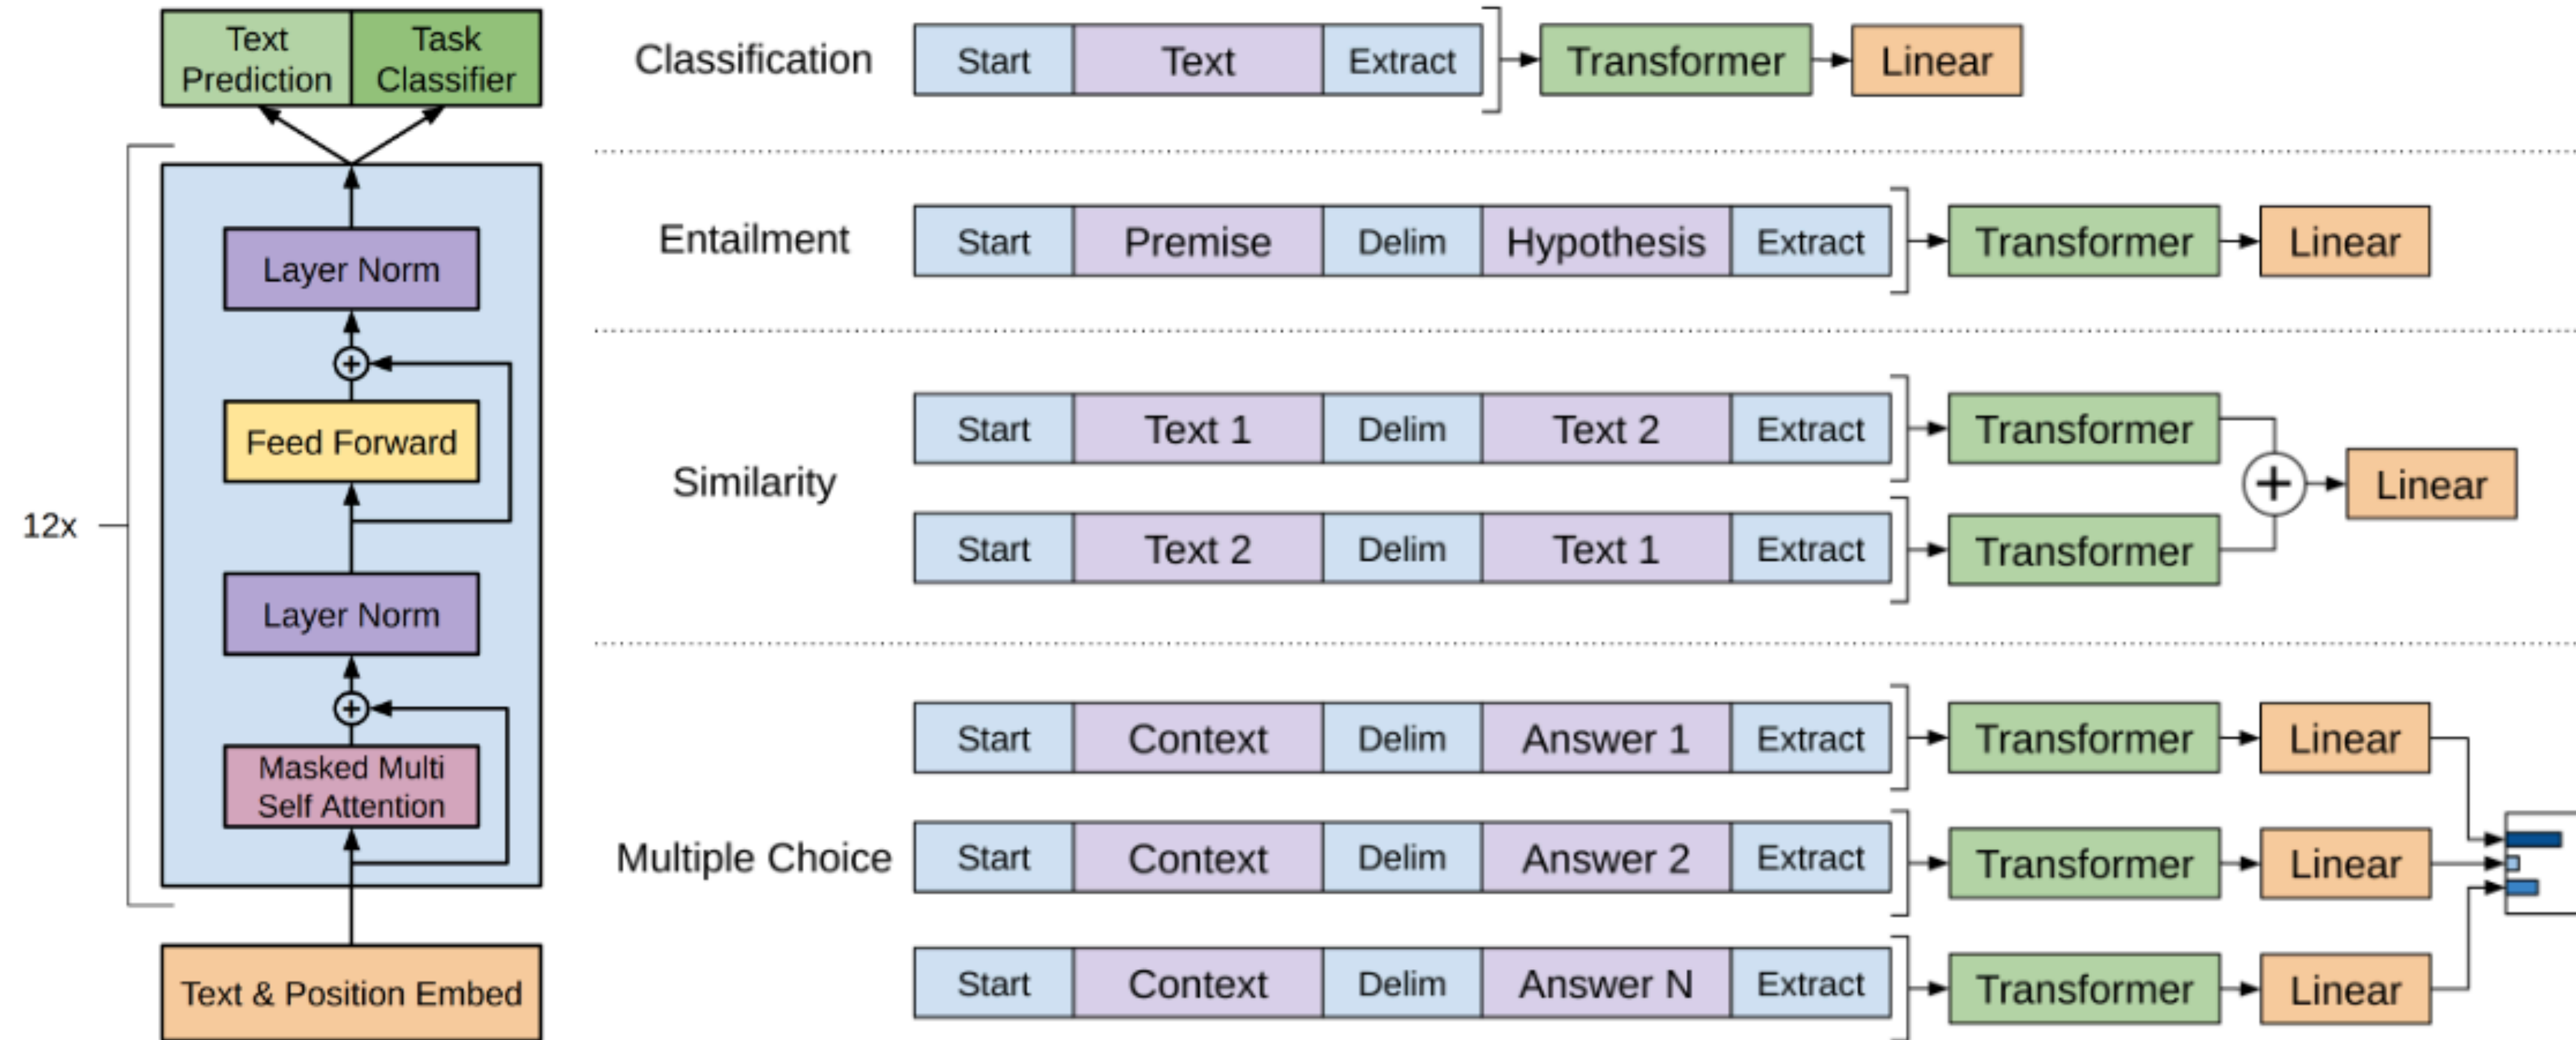 Text
Prediction
Task
Classifier
12x
Layer Norm
+
Feed Forward
Layer Norm
+
Masked Multi
Self Attention
Text & Position Embed
Classification
Start Text Extract Transformer Linear
Entailment
Start Premise Delim Hypothesis Extract Transformer Linear
Similarity
Start Text 1 Delim Text 2 Extract Transformer
+ Linear
Start Text 2 Delim Text 1 Extract Transformer
Multiple Choice
Start Context Delim Answer 1 Extract Transformer Linear
Start Context Delim Answer 2 Extract Transformer Linear
Start Context Delim Answer N Extract Transformer Linear